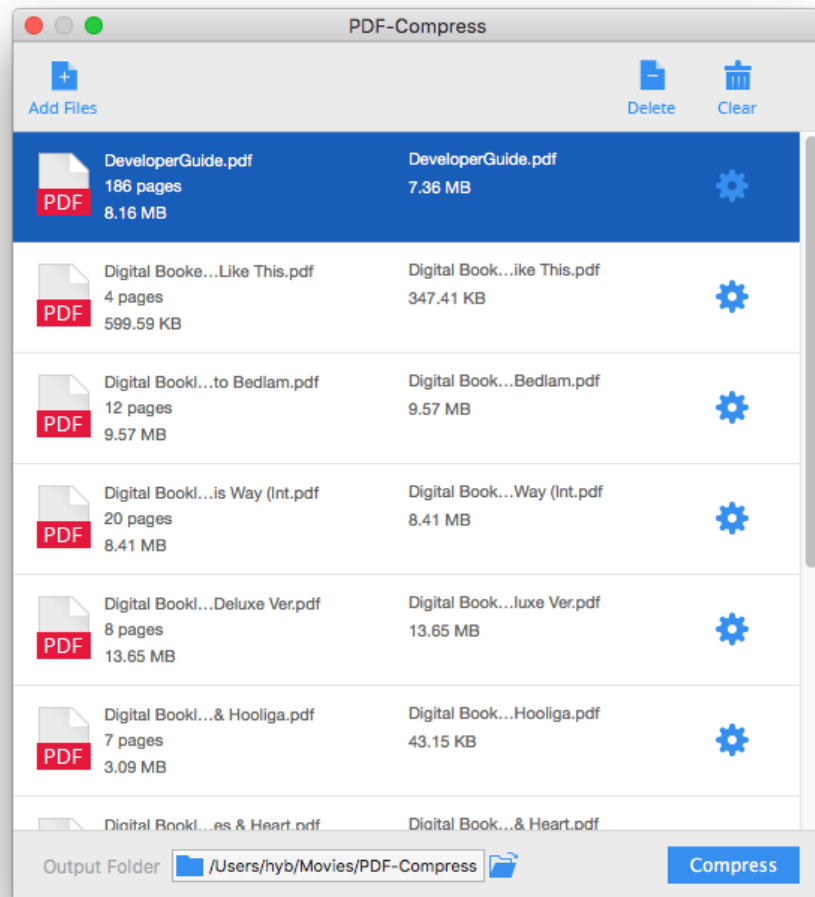 PDF-Compress
Add Files
Delete
Clear
DeveloperGuide.pdf
186 pages
8.16 MB
DeveloperGuide.pdf
7.36 MB
PDF
Digital Booke...Like This.pdf
4 pages
599.59 KB
Digital Book...ike This.pdf
347.41 KB
PDF
Digital Bookl...to Bedlam.pdf
12 pages
9.57 MB
Digital Book...Bedlam.pdf
9.57 MB
PDF
Digital Bookl...is Way (Int.pdf
20 pages
8.41 MB
Digital Book...Way (Int.pdf
8.41 MB
PDF
Digital Bookl...Deluxe Ver.pdf
8 pages
13.65 MB
Digital Book...luxe Ver.pdf
13.65 MB
PDF
Digital Bookl...& Hooliga.pdf
7 pages
3.09 MB
Digital Book...Hooliga.pdf
43.15 KB
PDF
Digital Bookl...es & Heart.pdf
Digital Book...& Heart.pdf
Output Folder
/Users/hyb/Movies/PDF-Compress
Compress